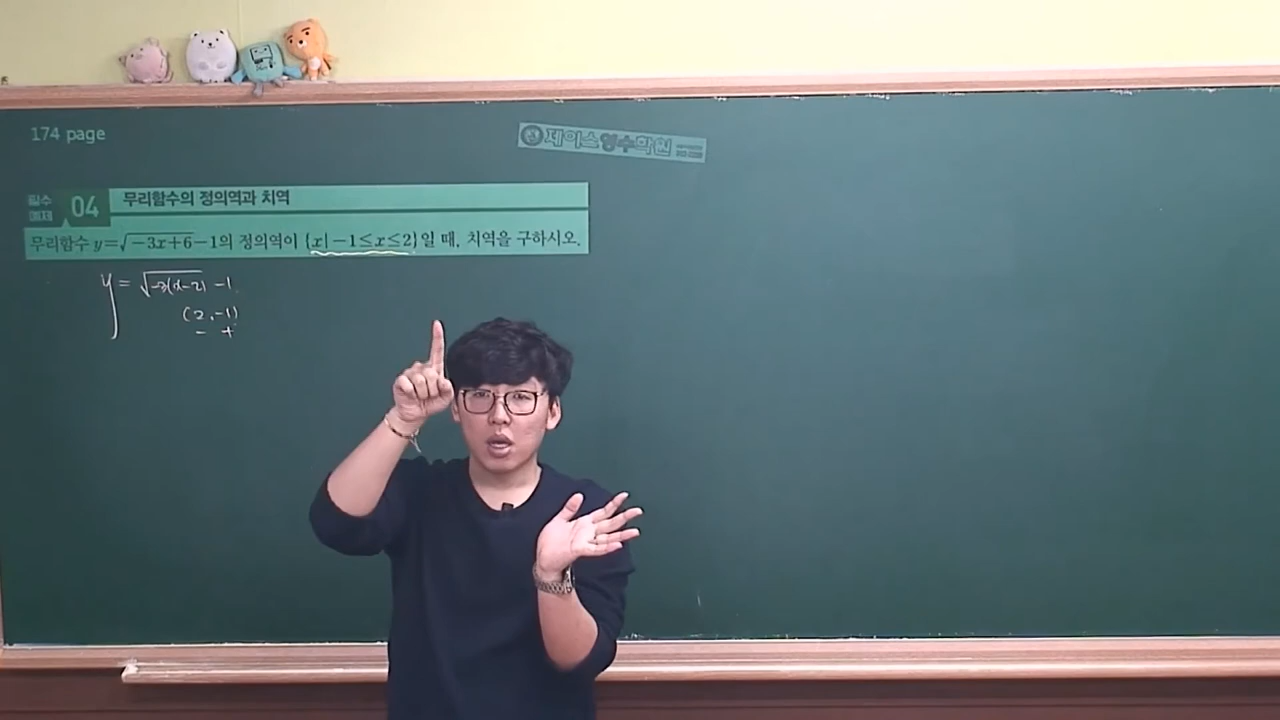 174 page
제이스영수학원
필수
예제 04 무리함수의 정의역과 치역
무리함수 y=√-3x+6-1의 정의역이 {x|-1≤x≤2}일 때, 치역을 구하시오.
y = √-3(x-2) -1
(2,-1)
- +